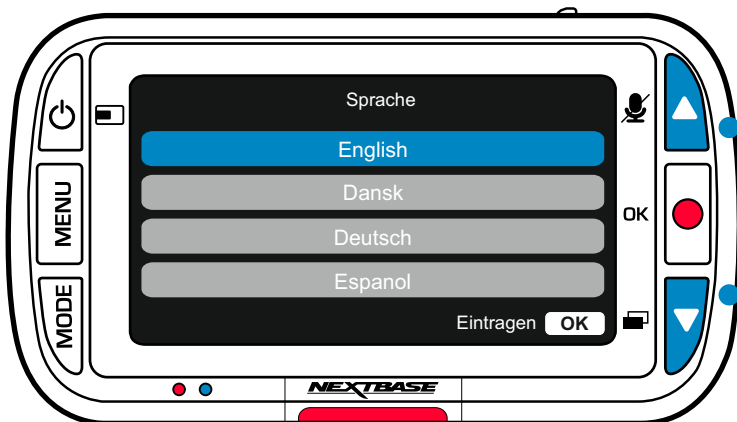 Sprache
English
MENU
Dansk
OK
Deutsch
MODE
Espanol
Eintragen OK
NEXTBASE